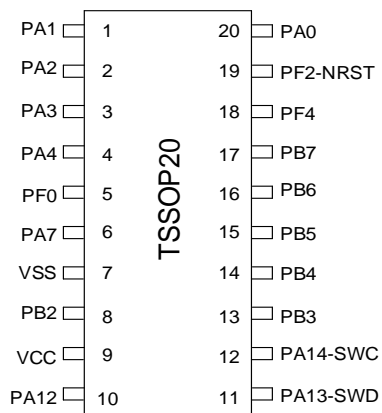 PA1 1 20 PA0
PA2 2 19 PF2-NRST
PA3 3 18 PF4
PA4 4 17 PB7
PF0 5 16 PB6
PA7 6 15 PB5
VSS 7 14 PB4
PB2 8 13 PB3
VCC 9 12 PA14-SWC
PA12 10 11 PA13-SWD
TSSOP20